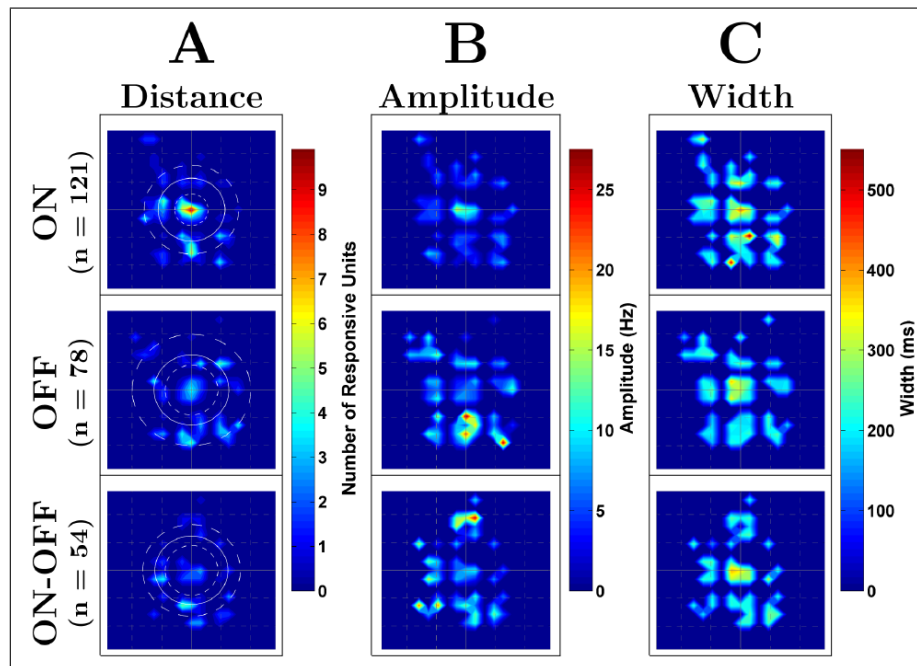 A
B
C
Distance
Amplitude
Width
ON
(n = 121)
OFF
(n = 78)
ON-OFF
(n = 54)
9
8
7
6
5
4
3
2
1
0
Number of Responsive Units
25
20
15
10
5
0
Amplitude (Hz)
500
400
300
200
100
0
Width (ms)